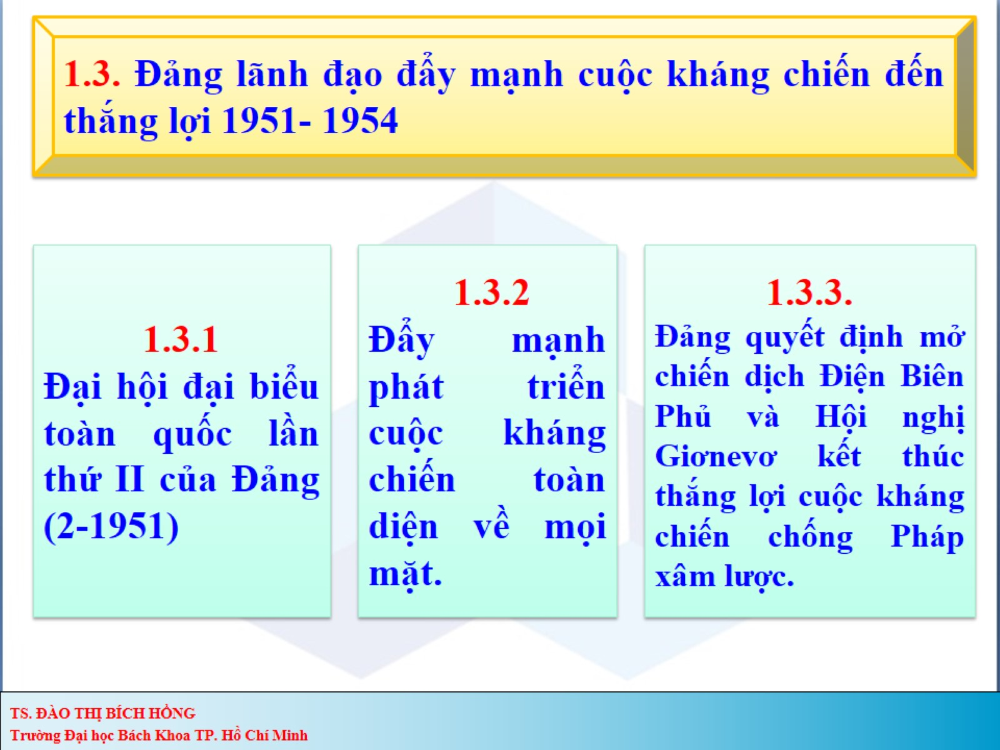 1.3. Đảng lãnh đạo đẩy mạnh cuộc kháng chiến đến
thắng lợi 1951- 1954
1.3.1
Đại hội đại biểu
toàn quốc lần
thứ II của Đảng
(2-1951)
1.3.2
Đẩy mạnh
phát triển
cuộc kháng
chiến toàn
diện về mọi
mặt.
1.3.3.
Đảng quyết định mở
chiến dịch Điện Biên
Phủ và Hội nghị
Giơnevơ kết thúc
thắng lợi cuộc kháng
chiến chống Pháp
xâm lược.
TS. ĐÀO THỊ BÍCH HỒNG
Trường Đại học Bách Khoa TP. Hồ Chí Minh